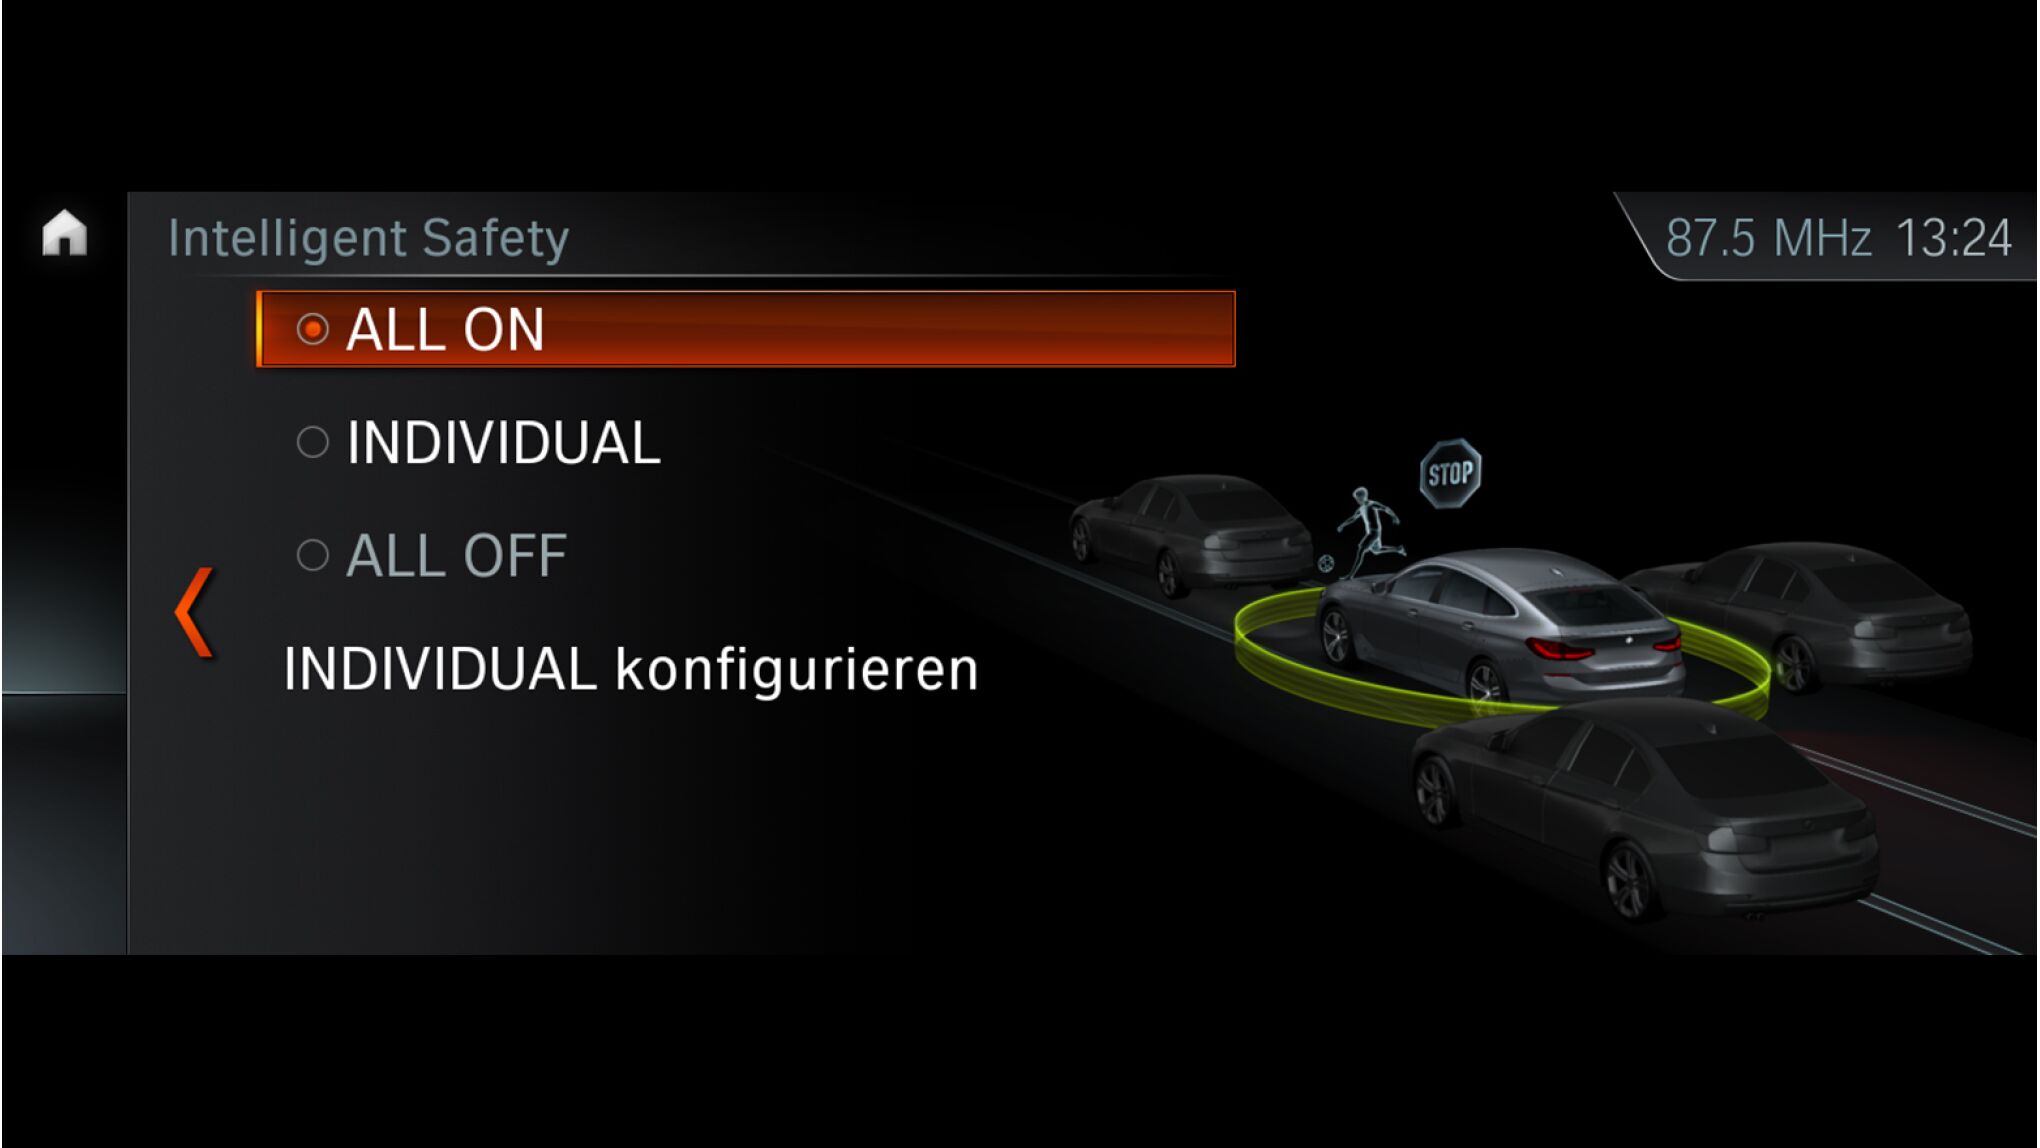 Intelligent Safety
87.5 MHz 13:24
ALL ON
INDIVIDUAL
ALL OFF
INDIVIDUAL konfigurieren
STOP